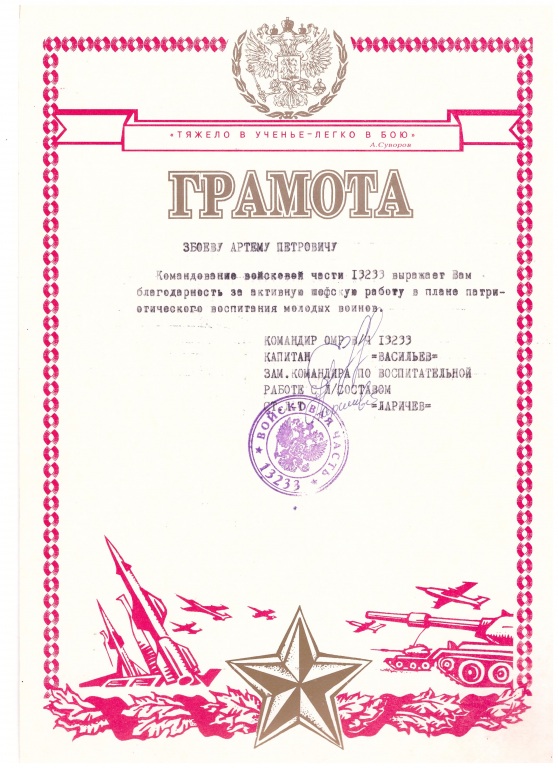 «ТЯЖЕЛО В УЧЕНЬЕ–ЛЕГКО В БОЮ»
А.Суворов
ГРАМОТА
ЗБОЕВУ АРТЕМУ ПЕТРОВИЧУ
Командование войсковой части 13233 выражает Вам
благодарность за активную шефскую работу в плане патри-
отического воспитания молодых воинов.
КОМАНДИР ОМР В/Ч 13233
КАПИТАН =ВАСИЛЬЕВ=
ЗАМ.КОМАНДИРА ПО ВОСПИТАТЕЛЬНОЙ
РАБОТЕ С Л/СОСТАВОМ
СТ. =ЛАРИЧЕВ=
ВОЙСКОВАЯ ЧАСТЬ
13233